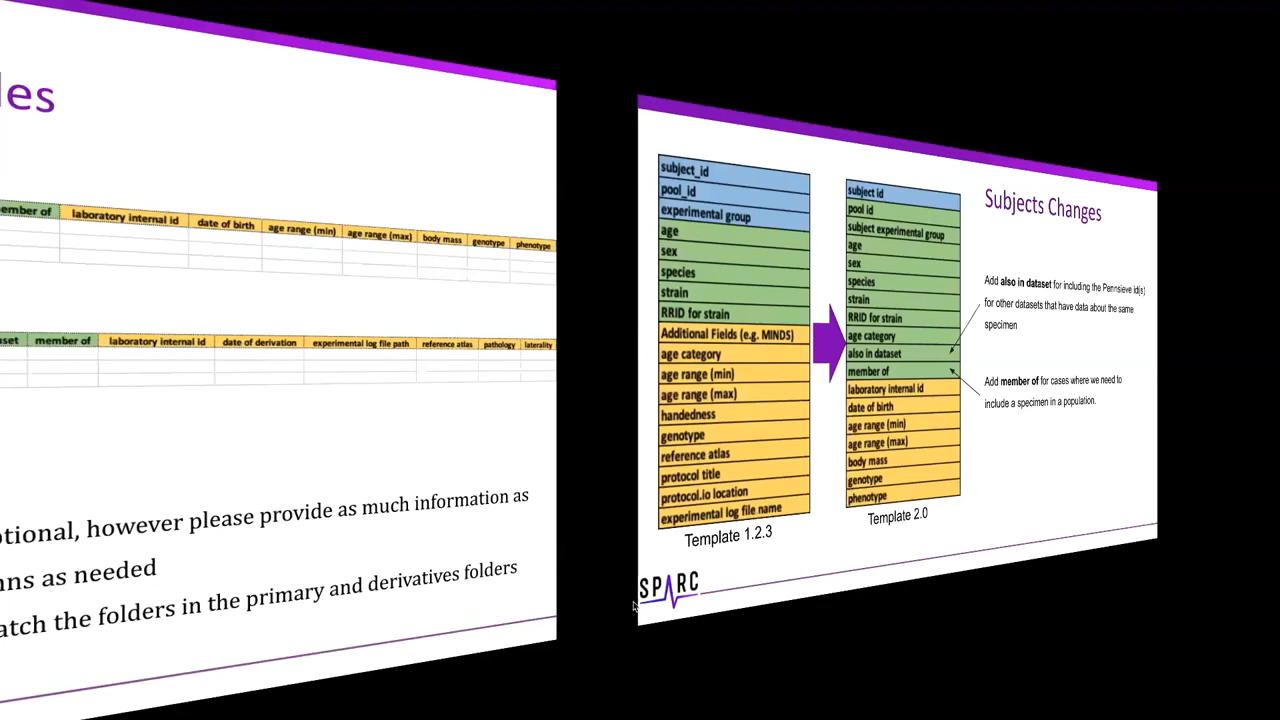 les
ember of laboratory internal id date of birth age range (min) age range (max) body mass genotype phenotype
set member of laboratory internal id date of derivation experimental log file path reference atlas pathology laterality
otional, however please provide as much information as
nns as needed
atch the folders in the primary and derivatives folders
subject_id
pool_id
experimental group
age
sex
species
strain
RRID for strain
Additional Fields (e.g. MINDS)
age category
age range (min)
age range (max)
handedness
genotype
reference atlas
protocol title
protocol.io location
experimental log file name
Template 1.2.3
subject id
pool id
subject experimental group
age
sex
species
strain
RRID for strain
age category
also in dataset
member of
laboratory internal id
date of birth
age range (min)
age range (max)
body mass
genotype
phenotype
Template 2.0
Subjects Changes
Add also in dataset for including the Pennsieve id(s)
for other datasets that have data about the same
specimen
Add member of for cases where we need to
include a specimen in a population.
SPARC